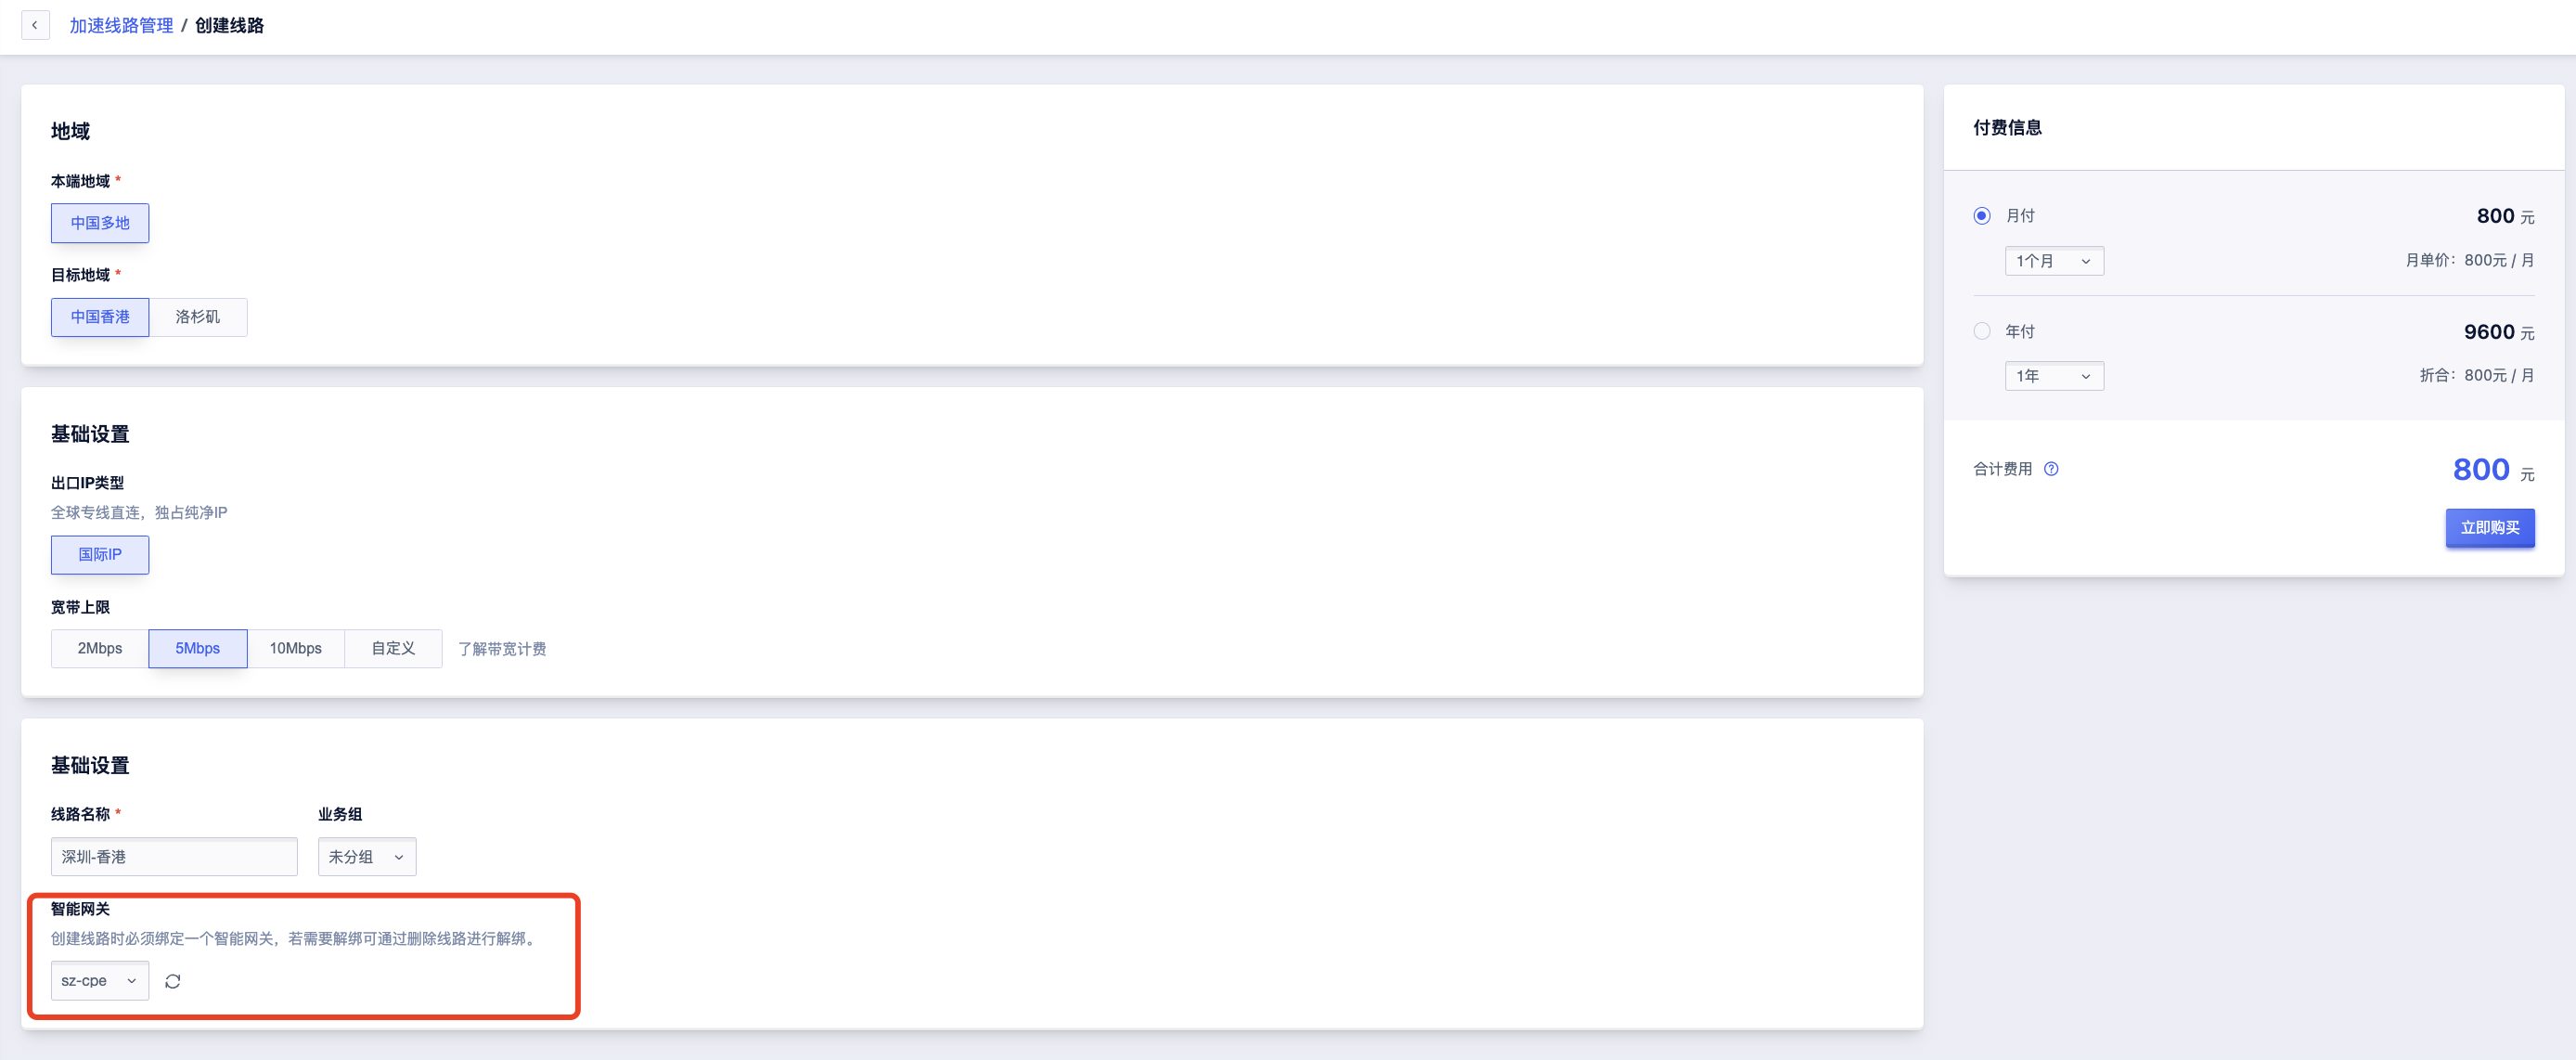 加速线路管理 / 创建线路
地域
本端地域 *
中国多地
目标地域 *
中国香港 洛杉矶
基础设置
出口IP类型
全球专线直连，独占纯净IP
国际IP
宽带上限
2Mbps 5Mbps 10Mbps 自定义 了解带宽计费
基础设置
线路名称 * 业务组
深圳-香港 未分组
智能网关
创建线路时必须绑定一个智能网关，若需要解绑可通过删除线路进行解绑。
sz-cpe
付费信息
月付 800 元
1个月 月单价：800元 / 月
年付 9600 元
1年 折合：800元 / 月
合计费用 ? 800 元
立即购买